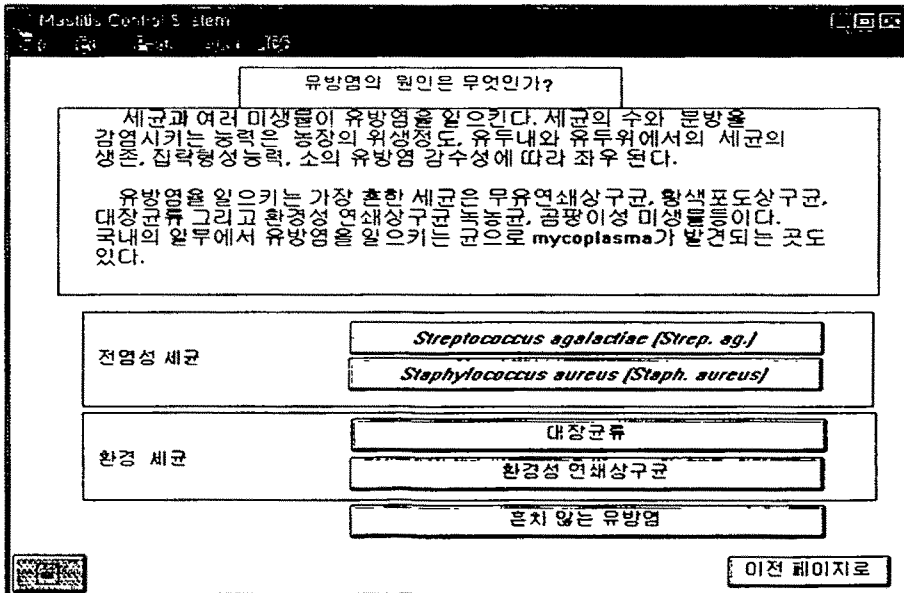 Mastitis Control System
유방염의 원인은 무엇인가?
세균과 여러 미생물이 유방염을 일으킨다. 세균의 수와 분방을
감염시키는 능력은 농장의 위생정도, 유두내와 유두위에서의 세균의
생존, 집락형성능력, 소의 유방염 감수성에 따라 좌우 된다.
유방염을 일으키는 가장 흔한 세균은 무유연쇄상구균, 황색포도상구균,
대장균류 그리고 환경성 연쇄상구균 녹농균, 곰팡이성 미생물등이다.
국내의 일부에서 유방염을 일으키는 균으로 mycoplasma가 발견되는 곳도
있다.
전염성 세균
Streptococcus agalactiae (Strep. ag.)
Staphylococcus aureus (Staph. aureus)
환경 세균
대장균류
환경성 연쇄상구균
흔치 않는 유방염
이전 페이지로